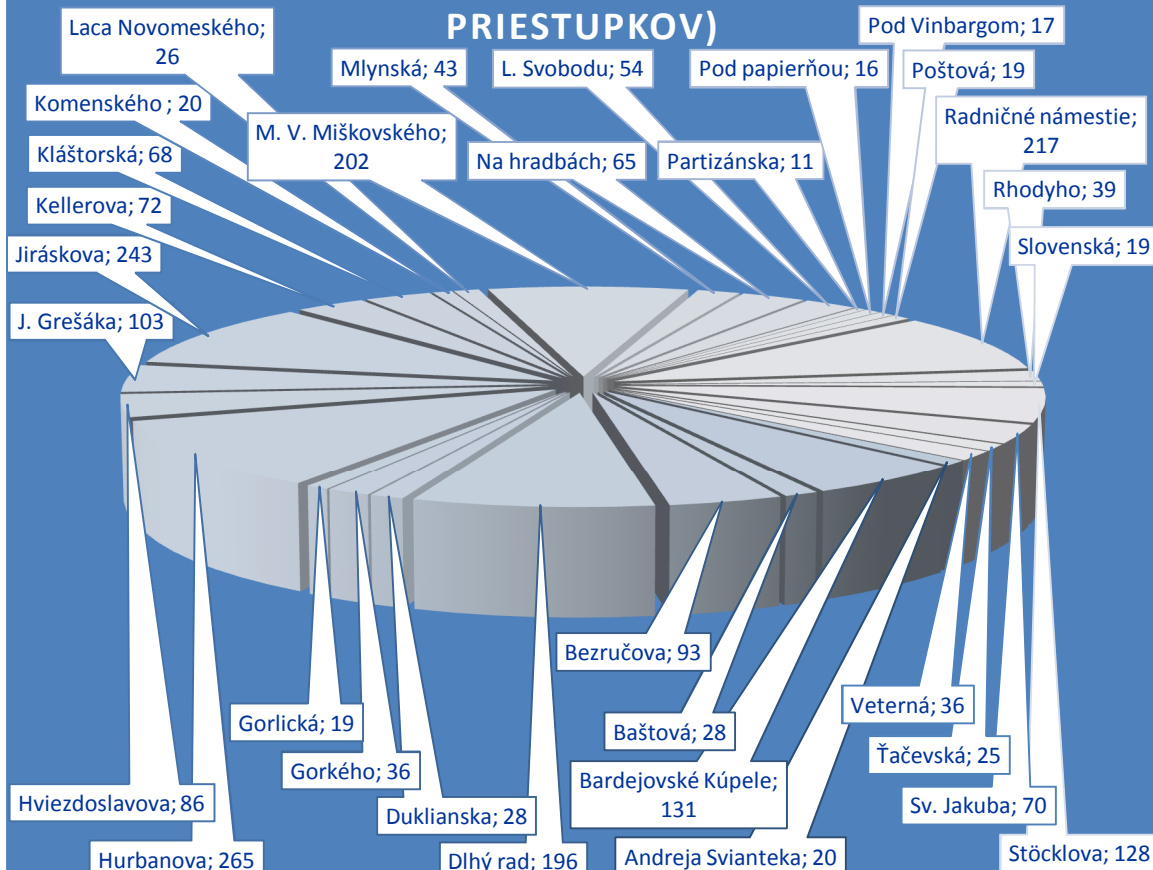 PRIESTUPKOV)
Laca Novomeského;
26
Komenského ; 20
Kláštorská; 68
Kellerova; 72
Jiráskova; 243
J. Grešáka; 103
M. V. Miškovského;
202
Mlynská; 43
Na hradbách; 65
L. Svobodu; 54
Partizánska; 11
Pod papierňou; 16
Pod Vinbargom; 17
Poštová; 19
Radničné námestie;
217
Rhodyho; 39
Slovenská; 19
Stöcklova; 128
Sv. Jakuba; 70
Ťačevská; 25
Veterná; 36
Andreja Svianteka; 20
Bardejovské Kúpele;
131
Baštová; 28
Bezručova; 93
Dlhý rad; 196
Duklianska; 28
Gorkého; 36
Gorlická; 19
Hurbanova; 265
Hviezdoslavova; 86